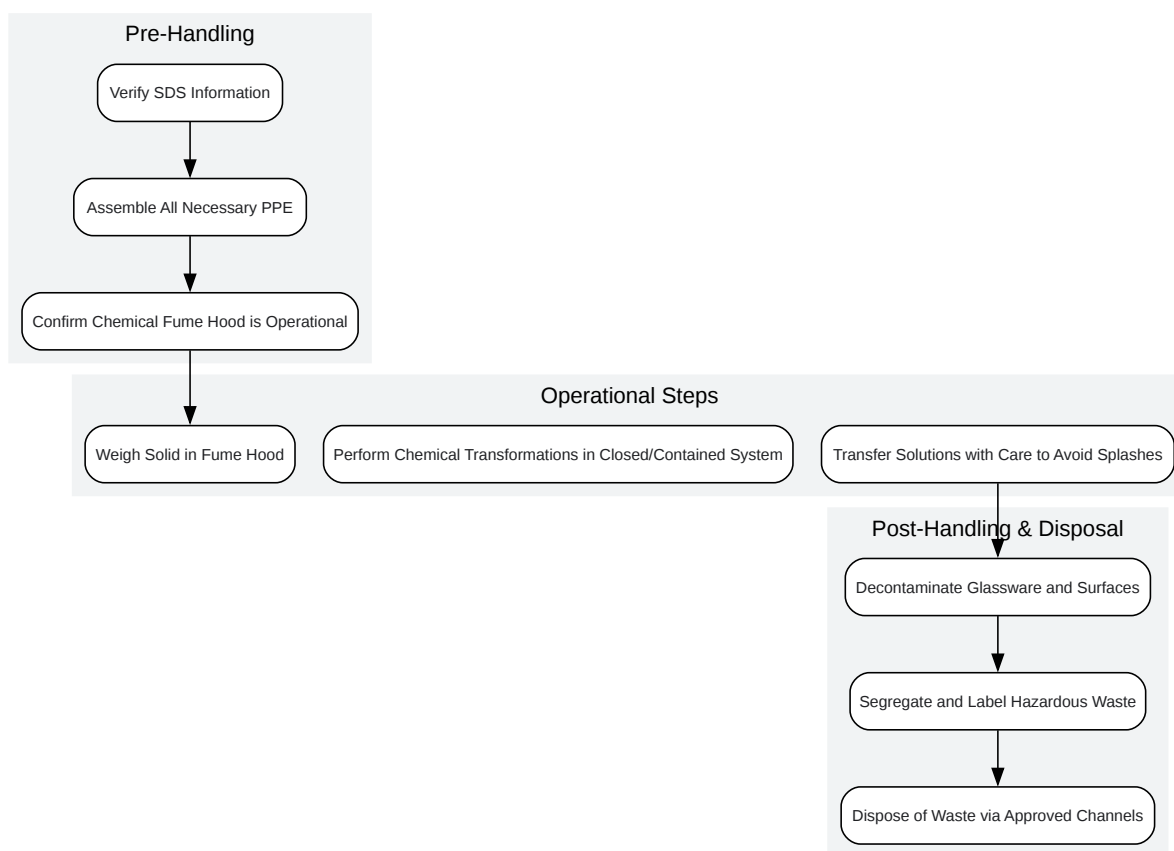 Pre-Handling
Verify SDS Information
Assemble All Necessary PPE
Confirm Chemical Fume Hood is Operational
Operational Steps
Weigh Solid in Fume Hood
Perform Chemical Transformations in Closed/Contained System
Transfer Solutions with Care to Avoid Splashes
Post-Handling & Disposal
Decontaminate Glassware and Surfaces
Segregate and Label Hazardous Waste
Dispose of Waste via Approved Channels